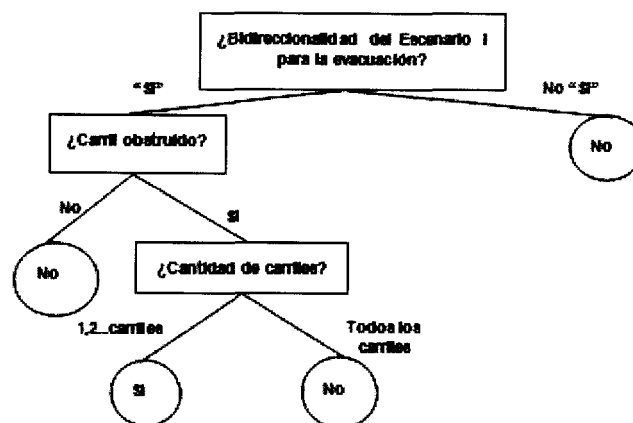 ¿Bidireccionalidad del Escenario I
para la evacuación?
"SI"
No "SI"
¿Carril obstruido?
No
No
SI
No
¿Cantidad de carriles?
1,2...carriles
Todos los
carriles
SI
No